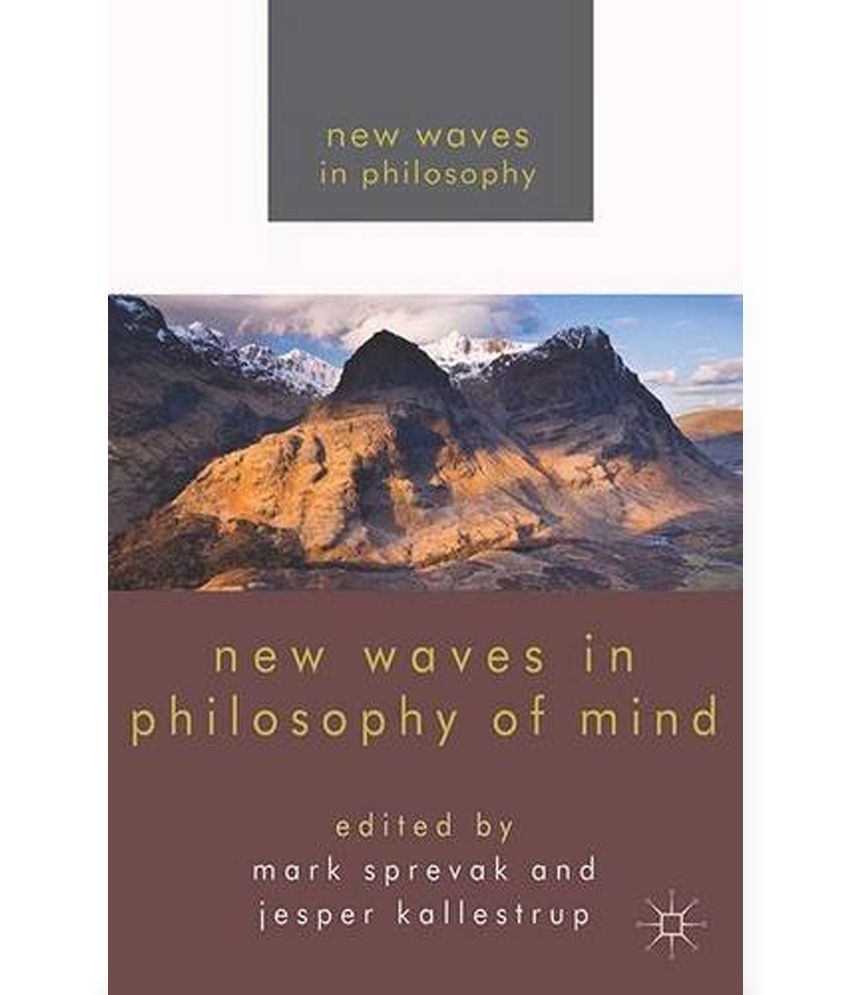 new waves
in philosophy
new waves in
philosophy of mind
edited by
mark sprevak and
jesper kallestrup